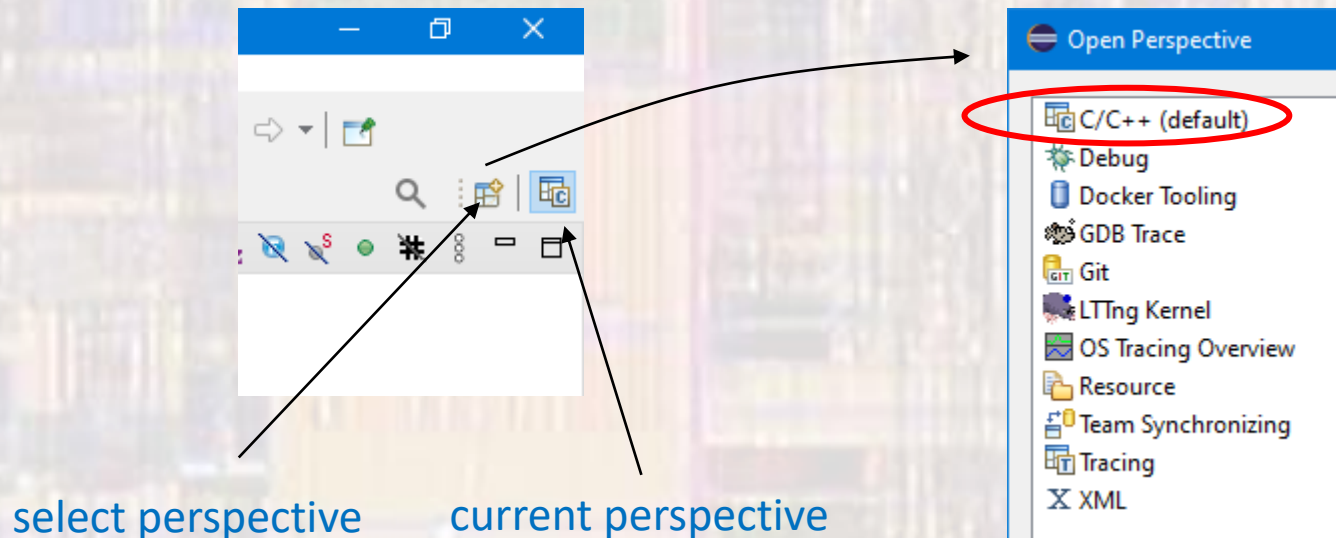 Open Perspective
C/C++ (default)
Debug
Docker Tooling
GDB Trace
Git
LTTng Kernel
OS Tracing Overview
Resource
Team Synchronizing
Tracing
XML
select perspective
current perspective